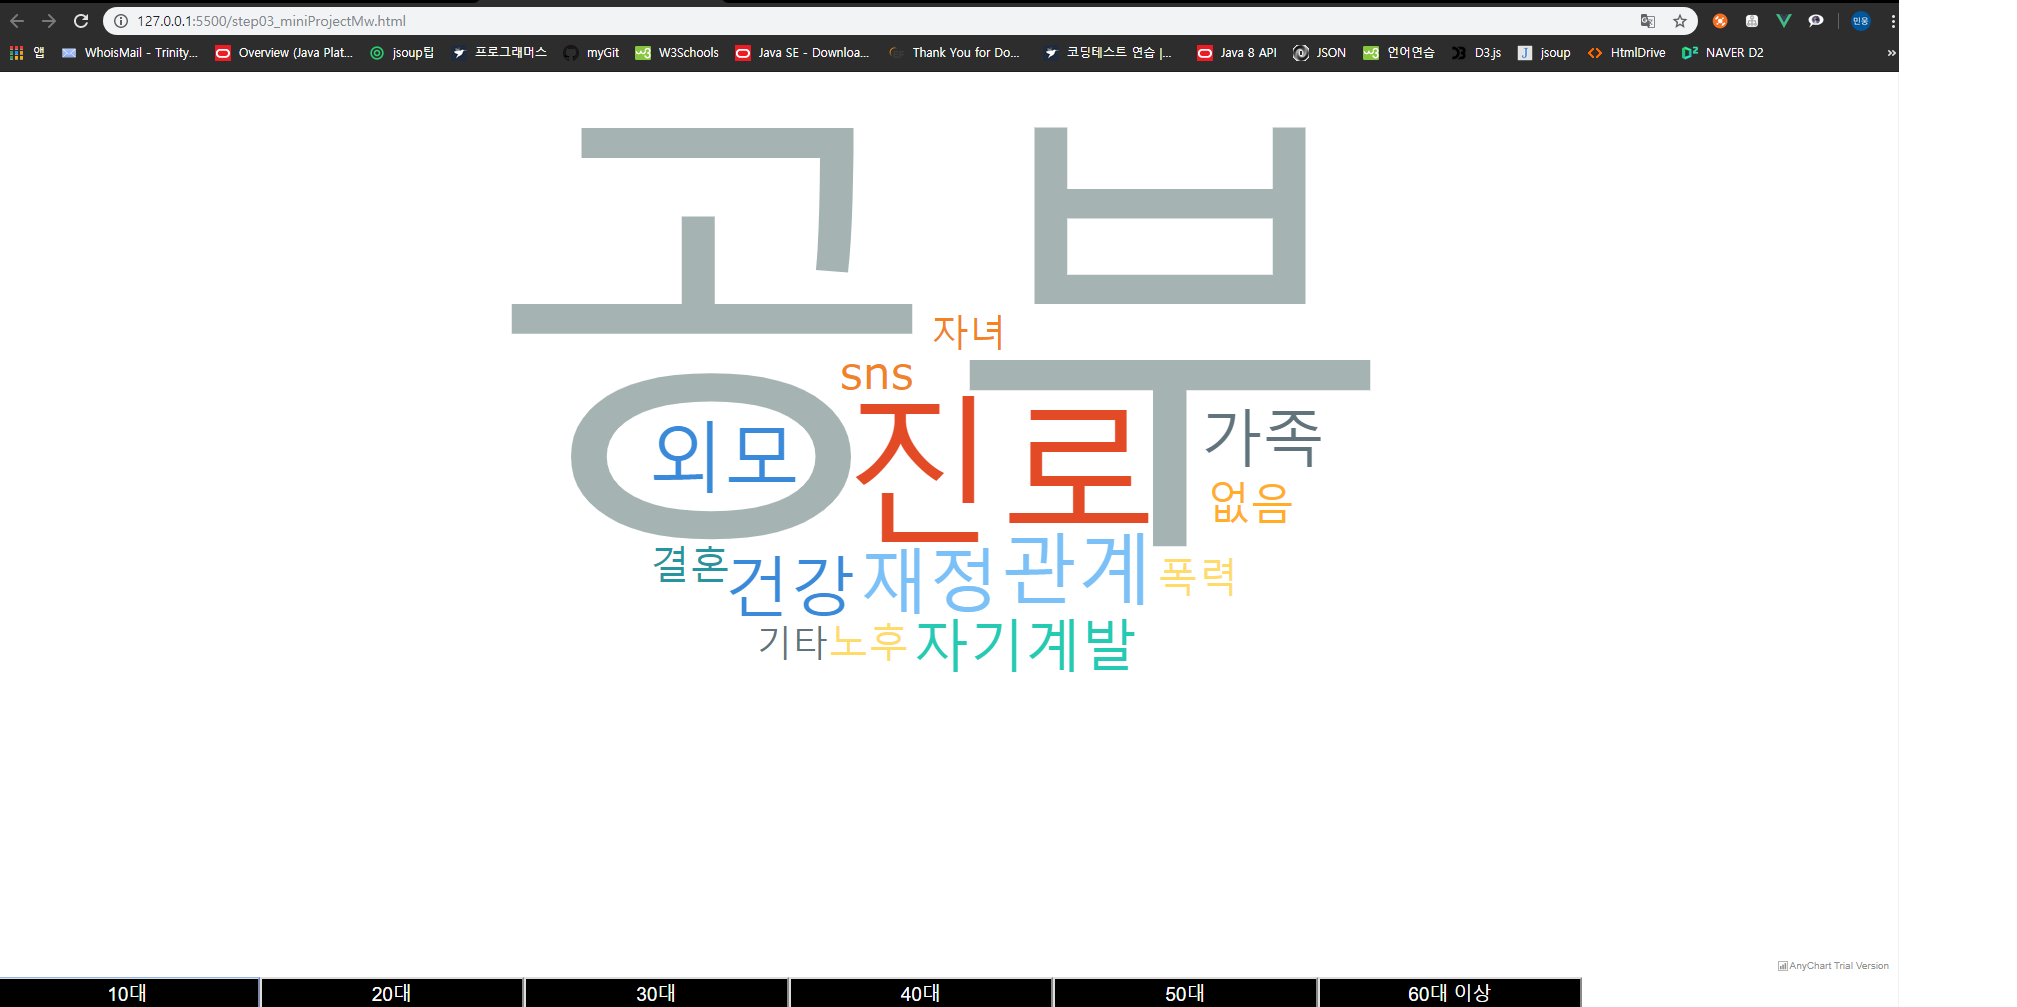 127.0.0.1:5500/step03_miniProjectMw.html
민웅
앱 WhoisMail - Trinity... Overview (Java Plat... jsoup팁 프로그래머스 myGit W3Schools Java SE - Downloa... Thank You for Do... 코딩테스트 연습 |... Java 8 API JSON 언어연습 D3.js jsoup HtmlDrive NAVER D2 »
공부
자녀
sns
진로
외모
가족
없음
결혼
건강
재정
관계
폭력
기타
노후
자기계발
AnyChart Trial Version
10대 20대 30대 40대 50대 60대 이상